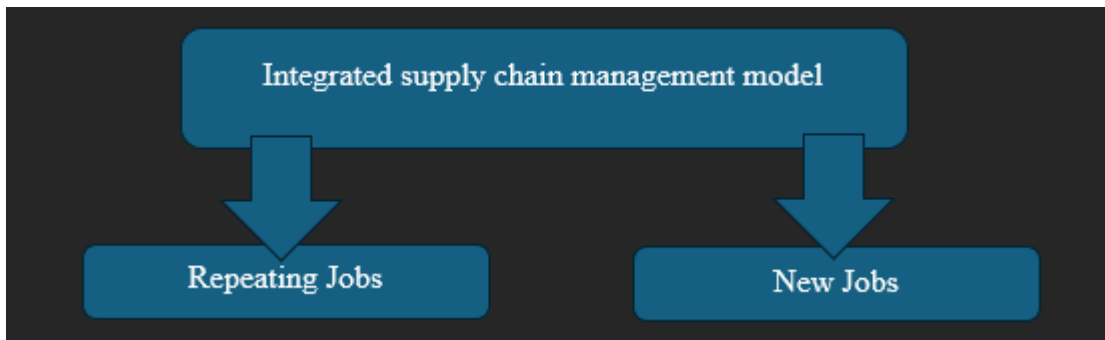 Integrated supply chain management model
Repeating Jobs
New Jobs